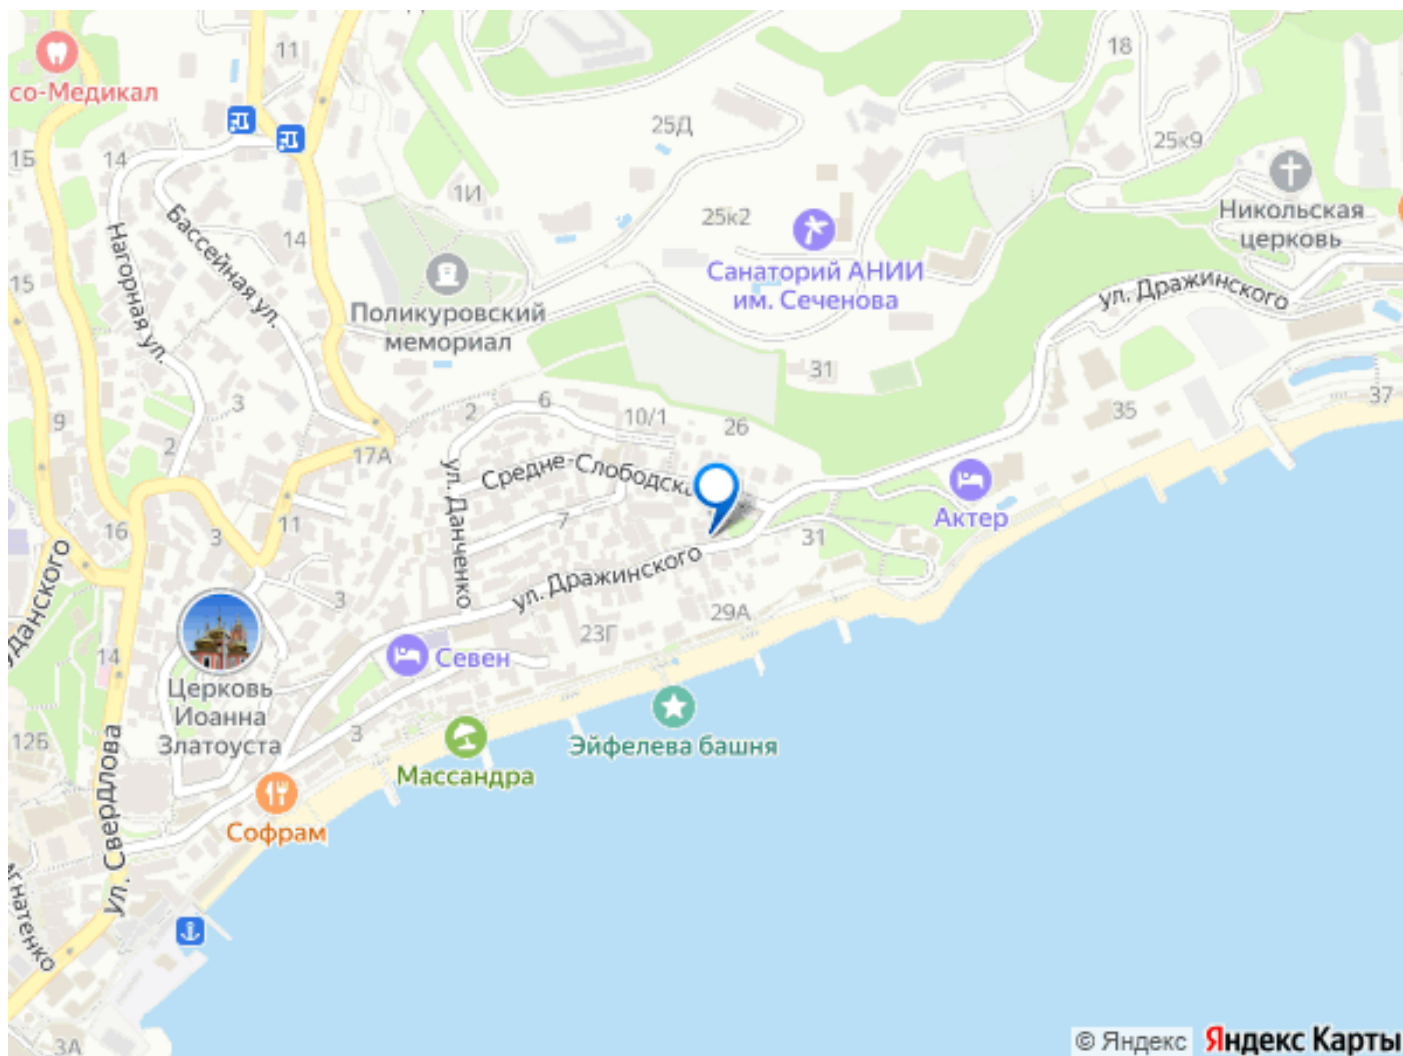 со-Медикал
11
18
15
14
25Д
25к9
1И
Бассейная ул.
25к2
Никольская
церковь
14
Нагорная ул.
Санаторий АНИИ
им. Сеченова
15
Поликуровский
мемориал
ул. Дражинского
31
3
6
2
10/1
26
35
37
9
2
17А
ул. Данченко
Средне-Слободска
Актер
16
3
11
7
31
ул. Дражинского
3
29А
23Г
14
Севен
Церковь
Иоанна
Златоуста
12Б
3
Эйфелева башня
Массандра
ул. Свердлова
Софрам
3А
© Яндекс
Яндекс Карты